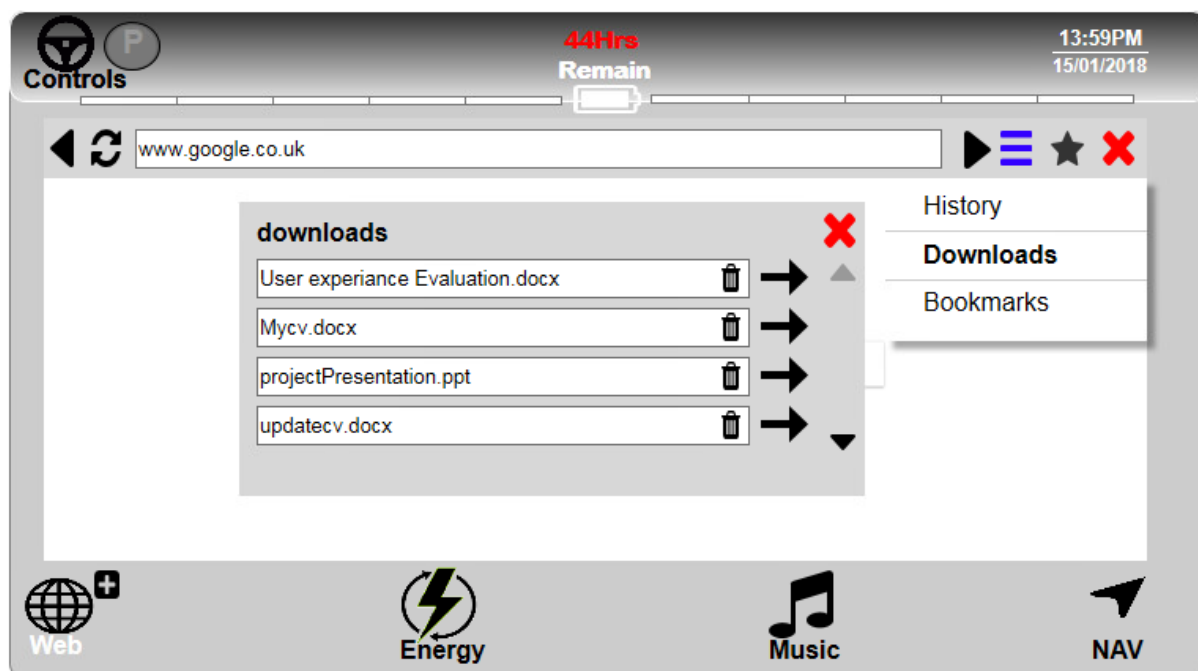 P
Controls
44Hrs
Remain
13:59PM
15/01/2018
www.google.co.uk
History
Downloads
Bookmarks
downloads
User experiance Evaluation.docx
Mycv.docx
projectPresentation.ppt
updatecv.docx
Web
Energy
Music
NAV